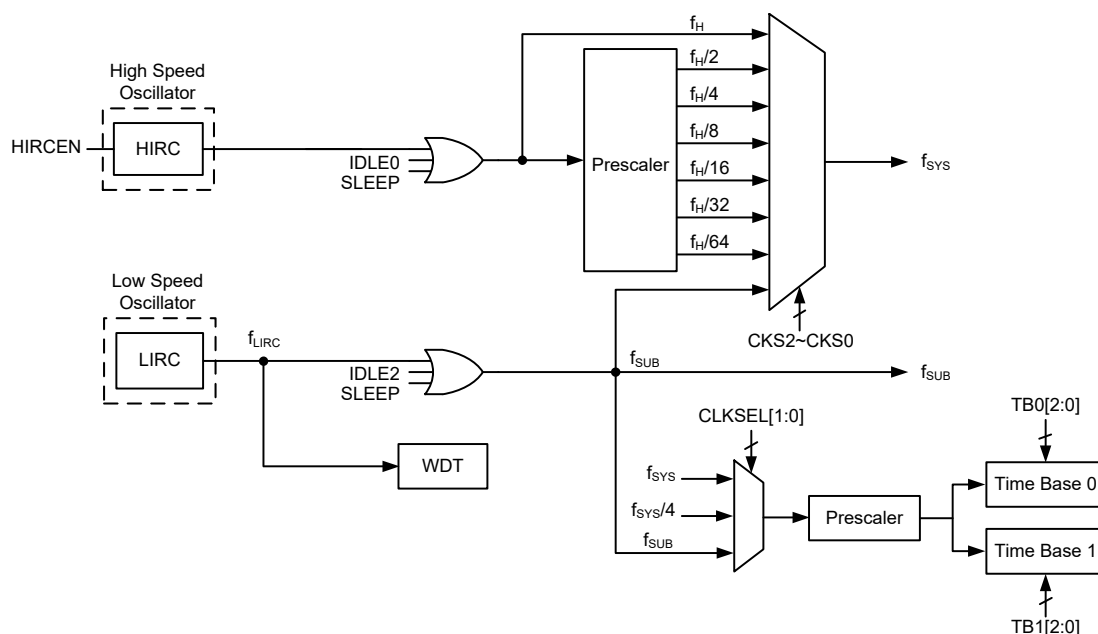 High Speed
Oscillator
HIRCEN
HIRC
IDLE0
SLEEP
Prescaler
fH
fH/2
fH/4
fH/8
fH/16
fH/32
fH/64
fSYS
CKS2~CKS0
Low Speed
Oscillator
LIRC
fLIRC
IDLE2
SLEEP
fSUB
fSUB
WDT
CLKSEL[1:0]
fSYS
fSYS/4
fSUB
Prescaler
TB0[2:0]
Time Base 0
Time Base 1
TB1[2:0]